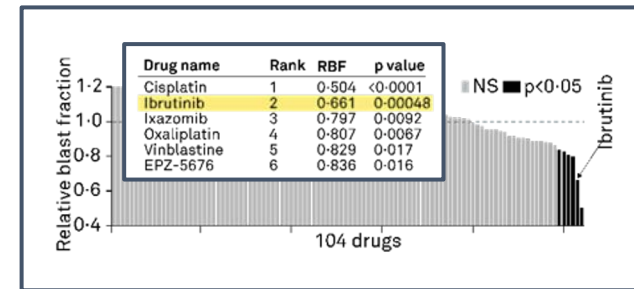 Drug name Rank RBF p value
Cisplatin 1 0·504 <0·0001
Ibrutinib 2 0·661 0·00048
Ixazomib 3 0·797 0·0092
Oxaliplatin 4 0·807 0·0067
Vinblastine 5 0·829 0·017
EPZ-5676 6 0·836 0·016
NS p<0·05
Ibrutinib
Relative blast fraction
1·2
1·0
0·8
0·6
0·4
104 drugs